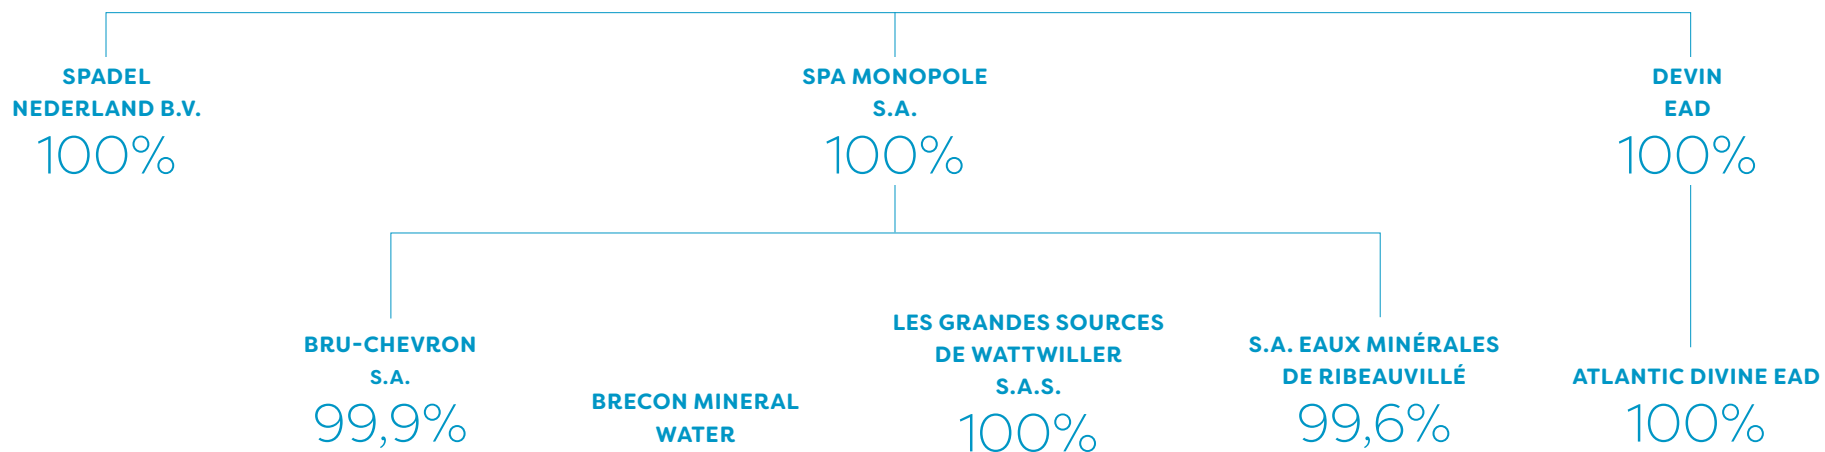 SPADEL
NEDERLAND B.V.
100%
SPA MONOPOLE
S.A.
100%
DEVIN
EAD
100%
BRU-CHEVRON
S.A.
99,9%
BRECON MINERAL
WATER
LES GRANDES SOURCES
DE WATTWILLER
S.A.S.
100%
S.A. EAUX MINÉRALES
DE RIBEAUVILLÉ
99,6%
ATLANTIC DIVINE EAD
100%